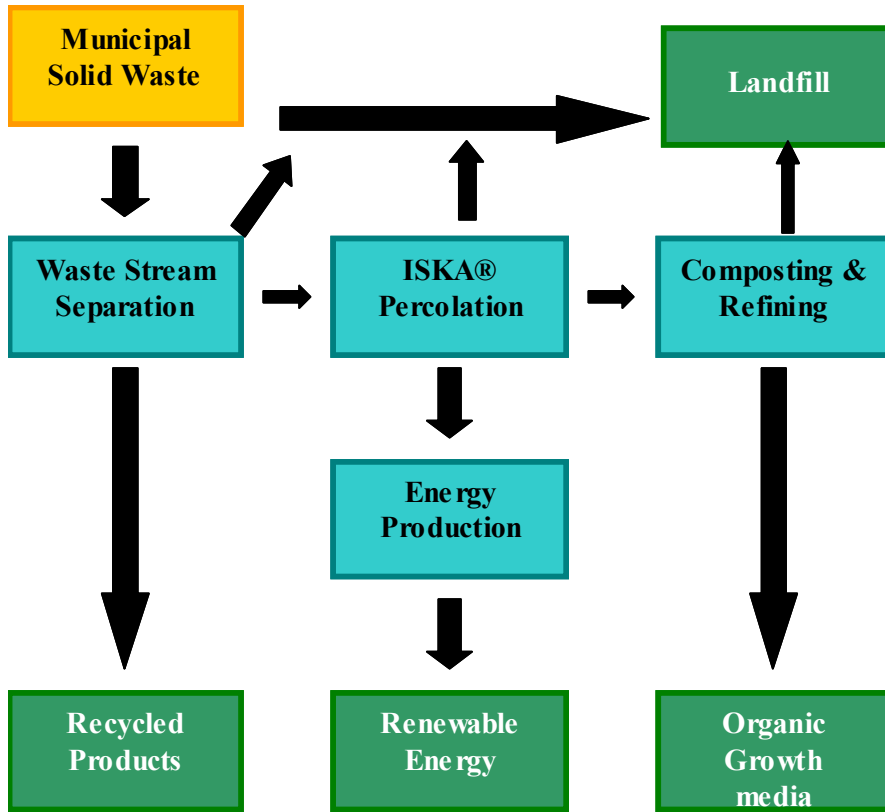 Municipal
Solid Waste
Landfill
Waste Stream
Separation
ISKA® 
Percolation
Composting &
Refining
Energy
Production
Recycled
Products
Renewable
Energy
Organic
Growth
media